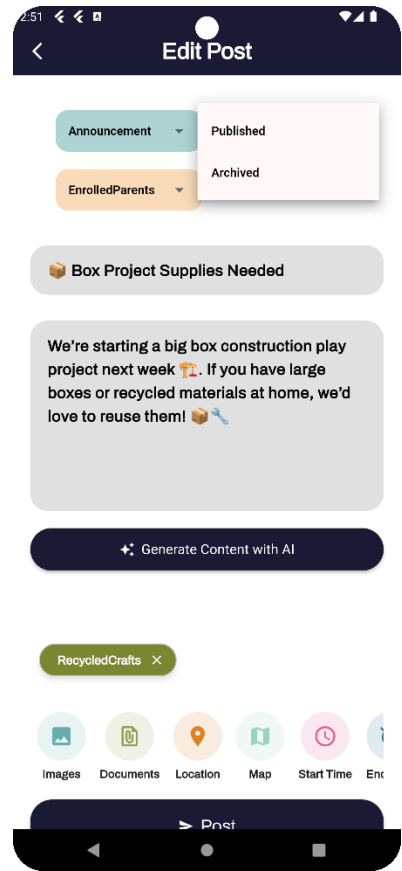 2:51
Edit Post
Announcement
Published
Archived
EnrolledParents
📦 Box Project Supplies Needed
We’re starting a big box construction play
project next week 🏗️. If you have large
boxes or recycled materials at home, we’d
love to reuse them! 📦🔧
Generate Content with AI
RecycledCrafts ×
Images Documents Location Map Start Time
Post